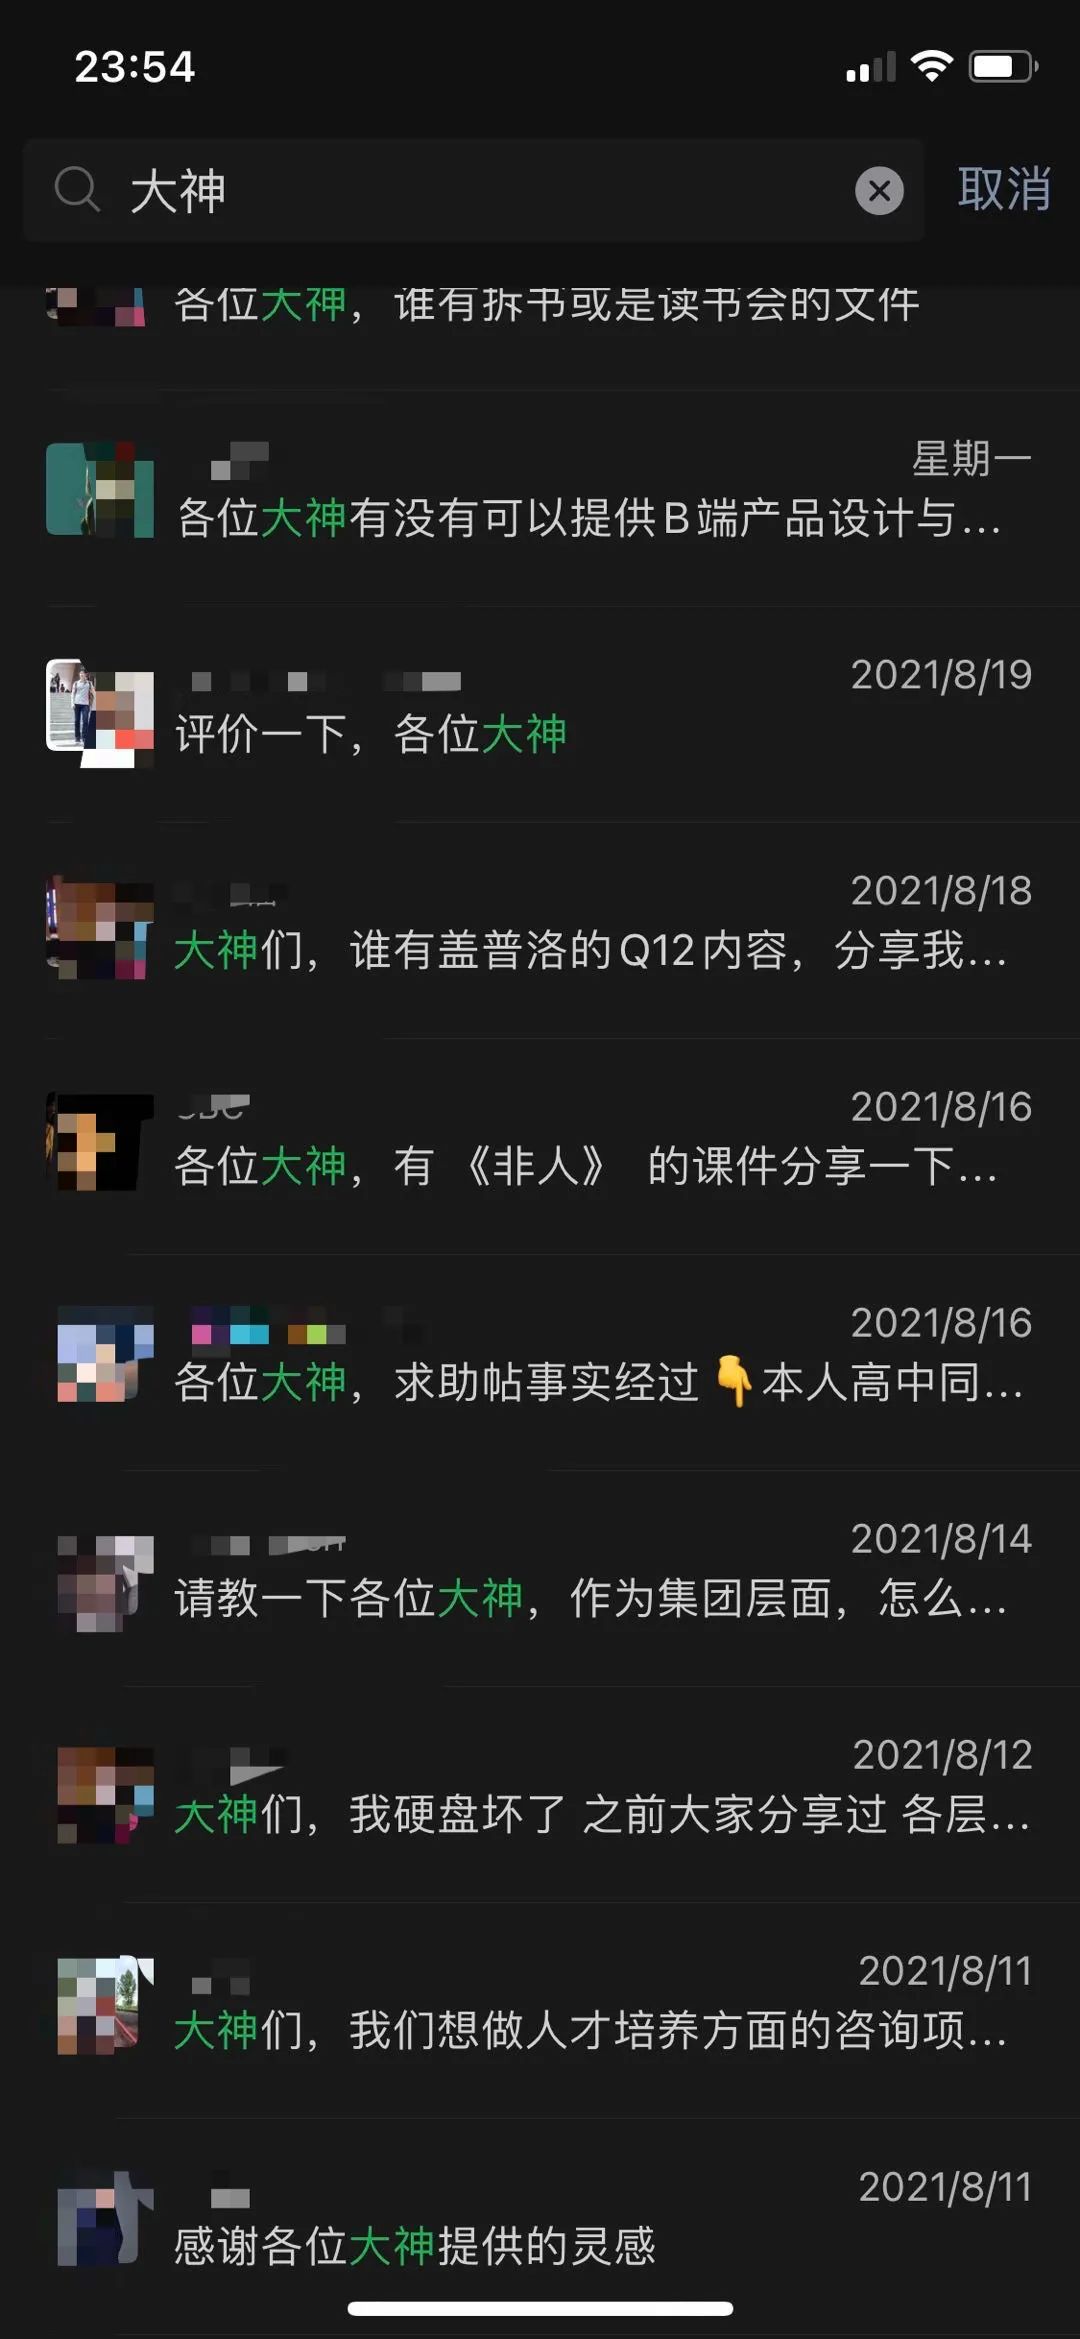 23:54
大神
取消
各位大神，谁有拆书或是读书会的文件
星期一
各位大神有没有可以提供B端产品设计与...
2021/8/19
评价一下，各位大神
2021/8/18
大神们，谁有盖普洛的Q12内容，分享我...
2021/8/16
各位大神，有《非人》 的课件分享一下...
2021/8/16
各位大神，求助帖事实经过👇本人高中同...
2021/8/14
请教一下各位大神，作为集团层面，怎么...
2021/8/12
大神们，我硬盘坏了 之前大家分享过 各层...
2021/8/11
大神们，我们想做人才培养方面的咨询项...
2021/8/11
感谢各位大神提供的灵感